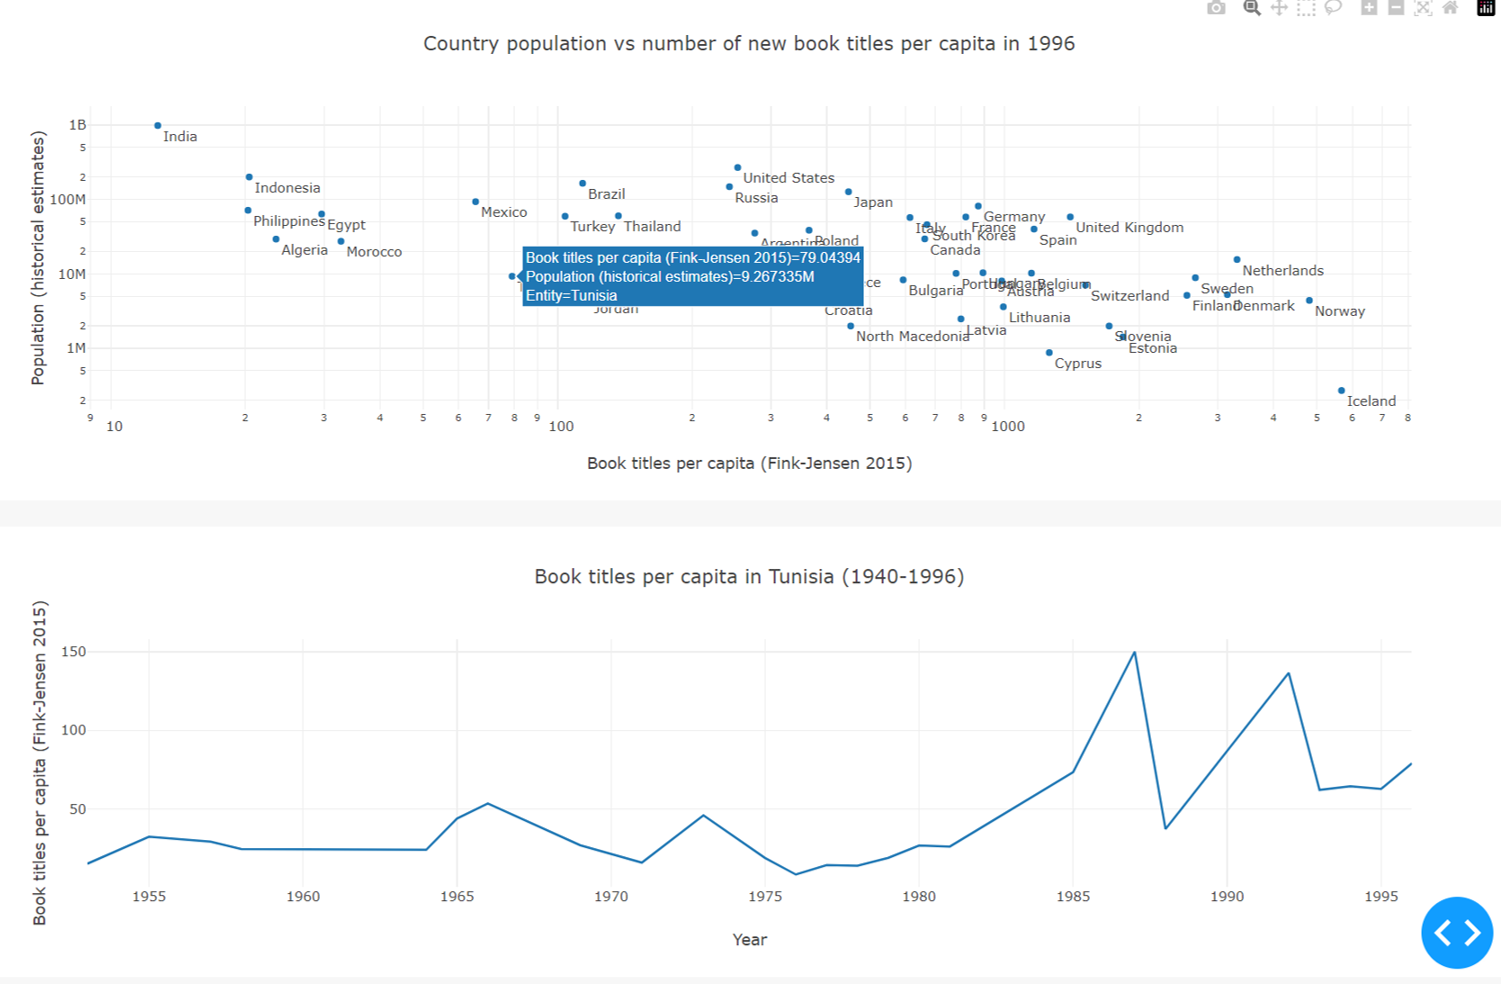 Country population vs number of new book titles per capita in 1996
Population (historical estimates)
1B
5
2
100M
5
2
10M
5
2
1M
5
2
India
Indonesia
Philippines
Egypt
Algeria
Morocco
Mexico
Brazil
Turkey
Thailand
United States
Russia
Japan
Argentina
Poland
Italy
South Korea
Canada
Germany
France
Spain
United Kingdom
Netherlands
Book titles per capita (Fink-Jensen 2015)=79.04394
Population (historical estimates)=9.267335M
Entity=Tunisia
ce
Bulgaria
Portugal
Hungary
Austria
Belgium
Switzerland
Sweden
Finland
Denmark
Norway
Jordan
Croatia
North Macedonia
Latvia
Lithuania
Slovenia
Estonia
Cyprus
Iceland
9 2 3 4 5 6 7 8 9 2 3 4 5 6 7 8 9 2 3 4 5 6 7 8
10 100 1000
Book titles per capita (Fink-Jensen 2015)
Book titles per capita in Tunisia (1940-1996)
Book titles per capita (Fink-Jensen 2015)
150
100
50
1955 1960 1965 1970 1975 1980 1985 1990 1995
Year